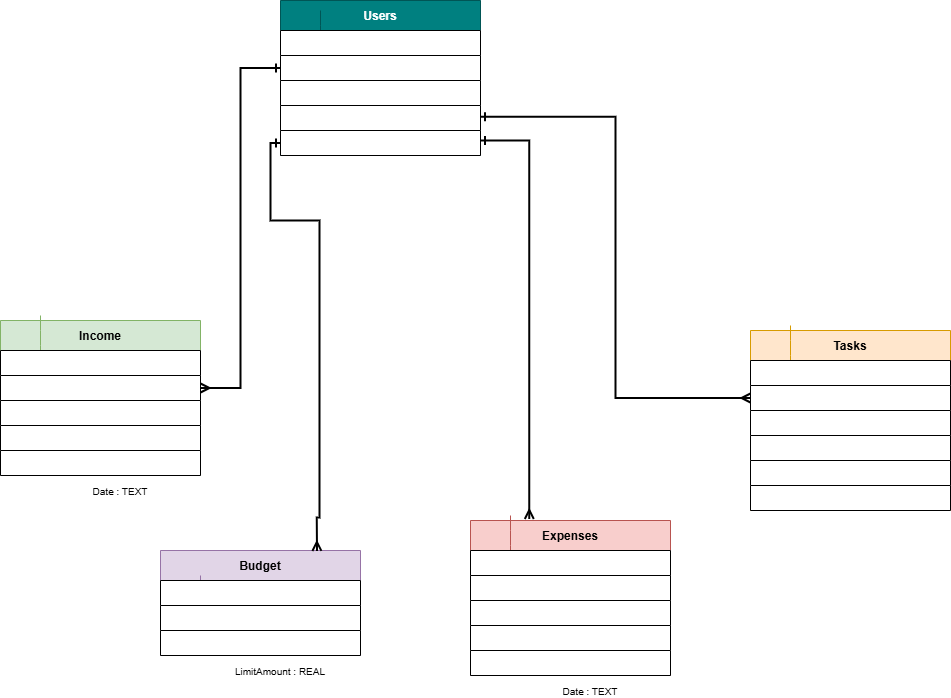 Users
Income
Tasks
Date : TEXT
Expenses
Budget
LimitAmount : REAL
Date : TEXT